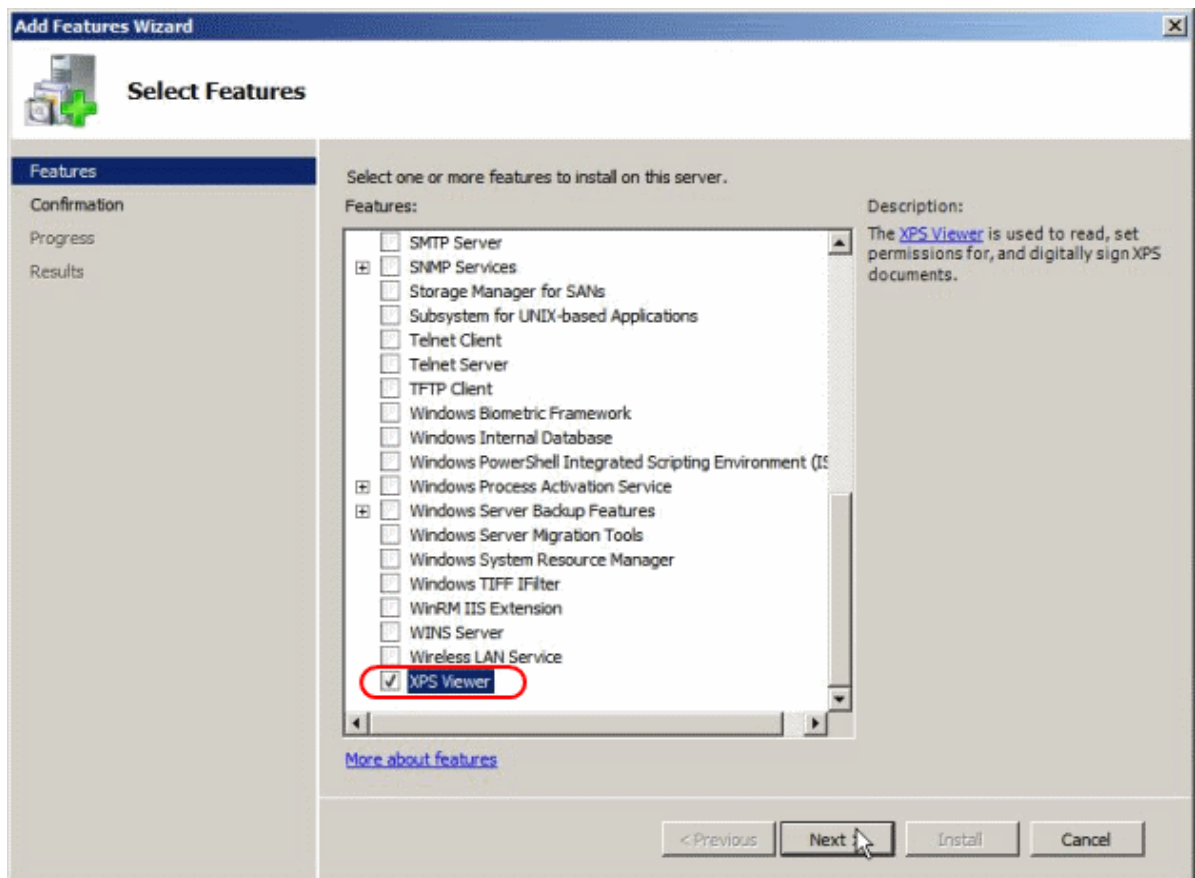 Add Features Wizard
Select Features
Features
Confirmation
Progress
Results
Select one or more features to install on this server.
Features:
SMTP Server
SNMP Services
Storage Manager for SANs
Subsystem for UNIX-based Applications
Telnet Client
Telnet Server
TFTP Client
Windows Biometric Framework
Windows Internal Database
Windows PowerShell Integrated Scripting Environment (IS
Windows Process Activation Service
Windows Server Backup Features
Windows Server Migration Tools
Windows System Resource Manager
Windows TIFF IFilter
WinRM IIS Extension
WINS Server
Wireless LAN Service
XPS Viewer
More about features
Description:
The XPS Viewer is used to read, set
permissions for, and digitally sign XPS
documents.
< Previous
Next >
Install
Cancel